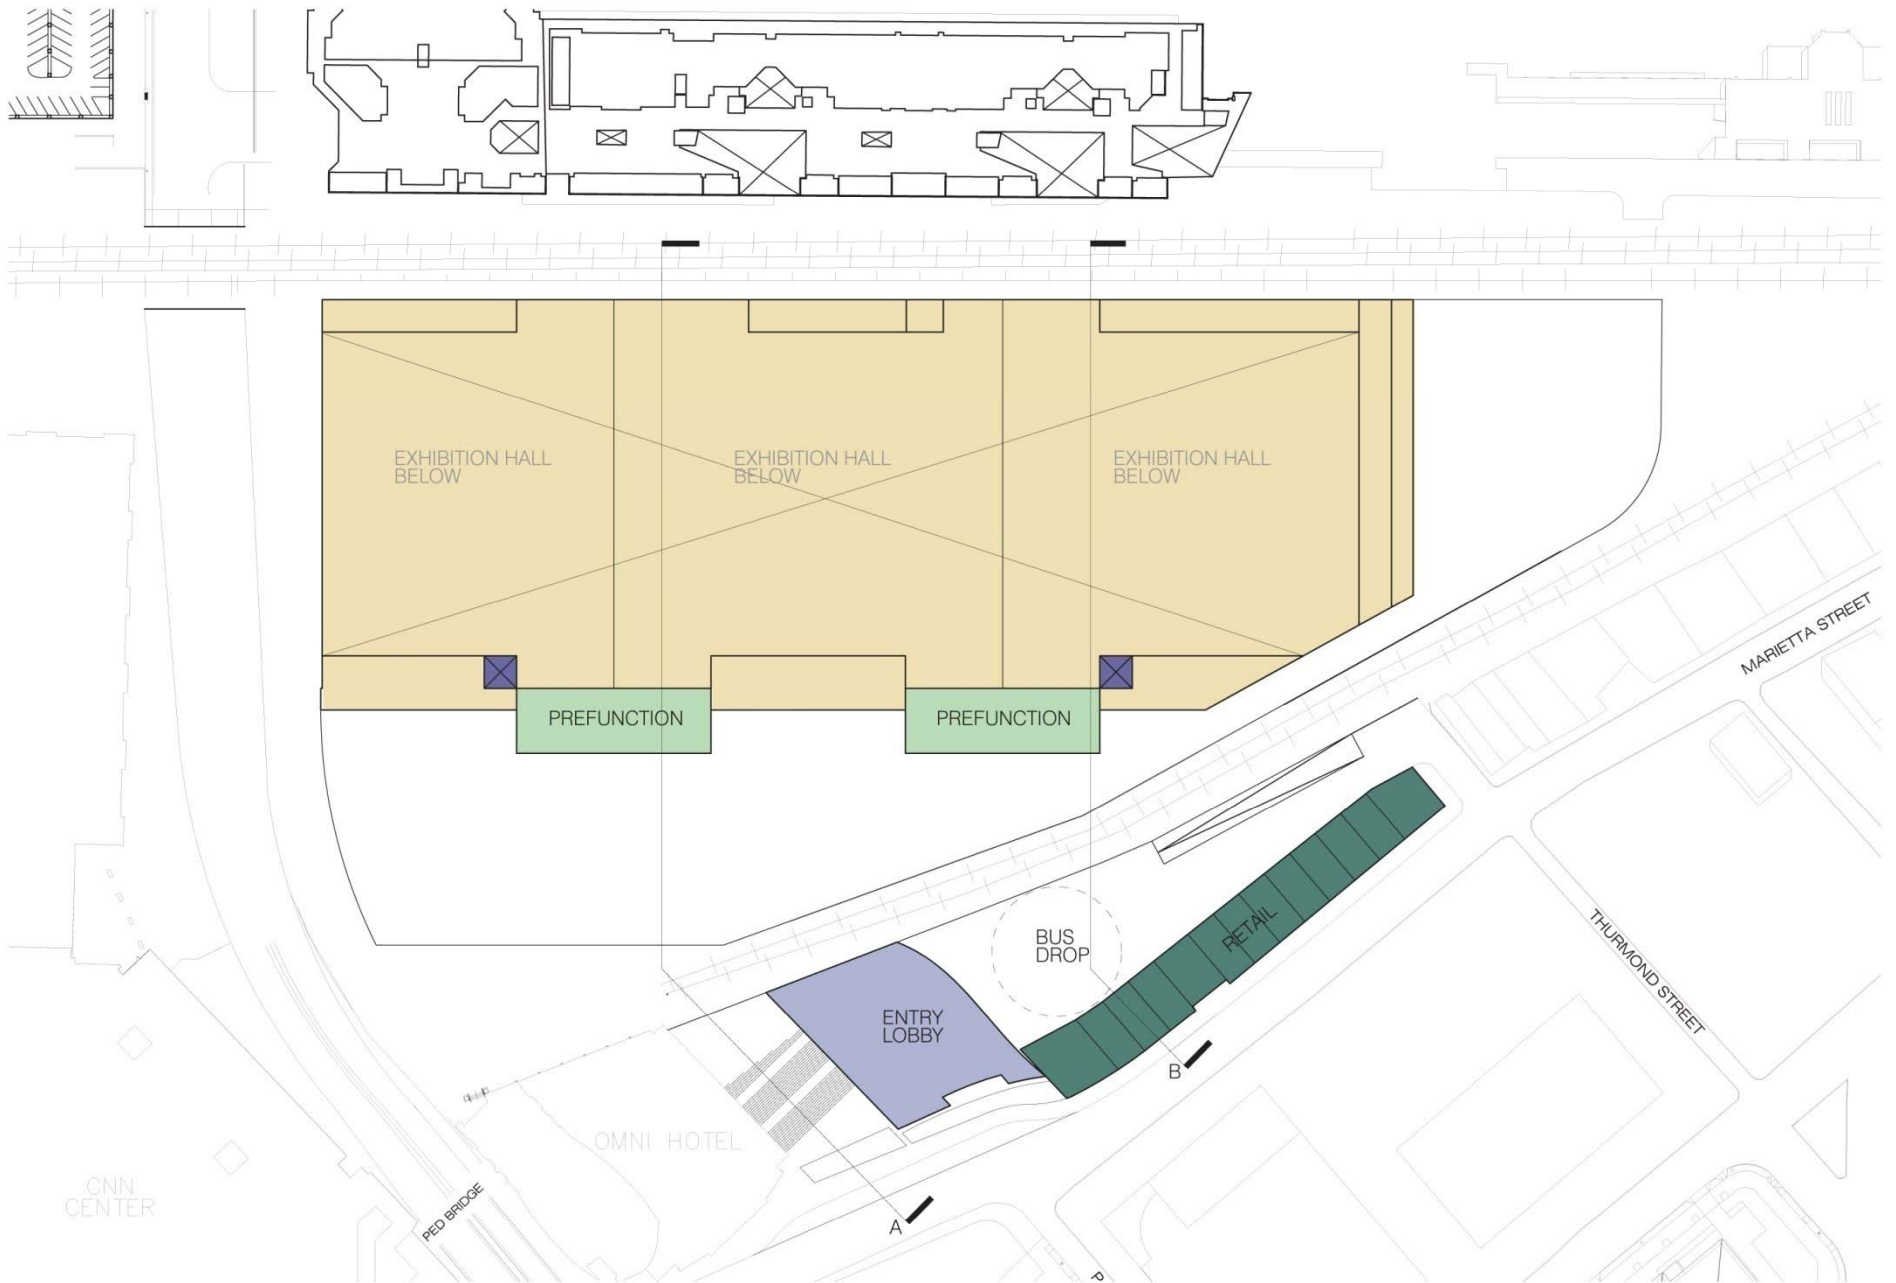 EXHIBITION HALL
BELOW
EXHIBITION HALL
BELOW
EXHIBITION HALL
BELOW
PREFUNCTION
PREFUNCTION
MARIETTA STREET
RETAIL
BUS
DROP
THURMOND STREET
ENTRY
LOBBY
B
OMNI HOTEL
CNN
CENTER
PED BRIDGE
A
P